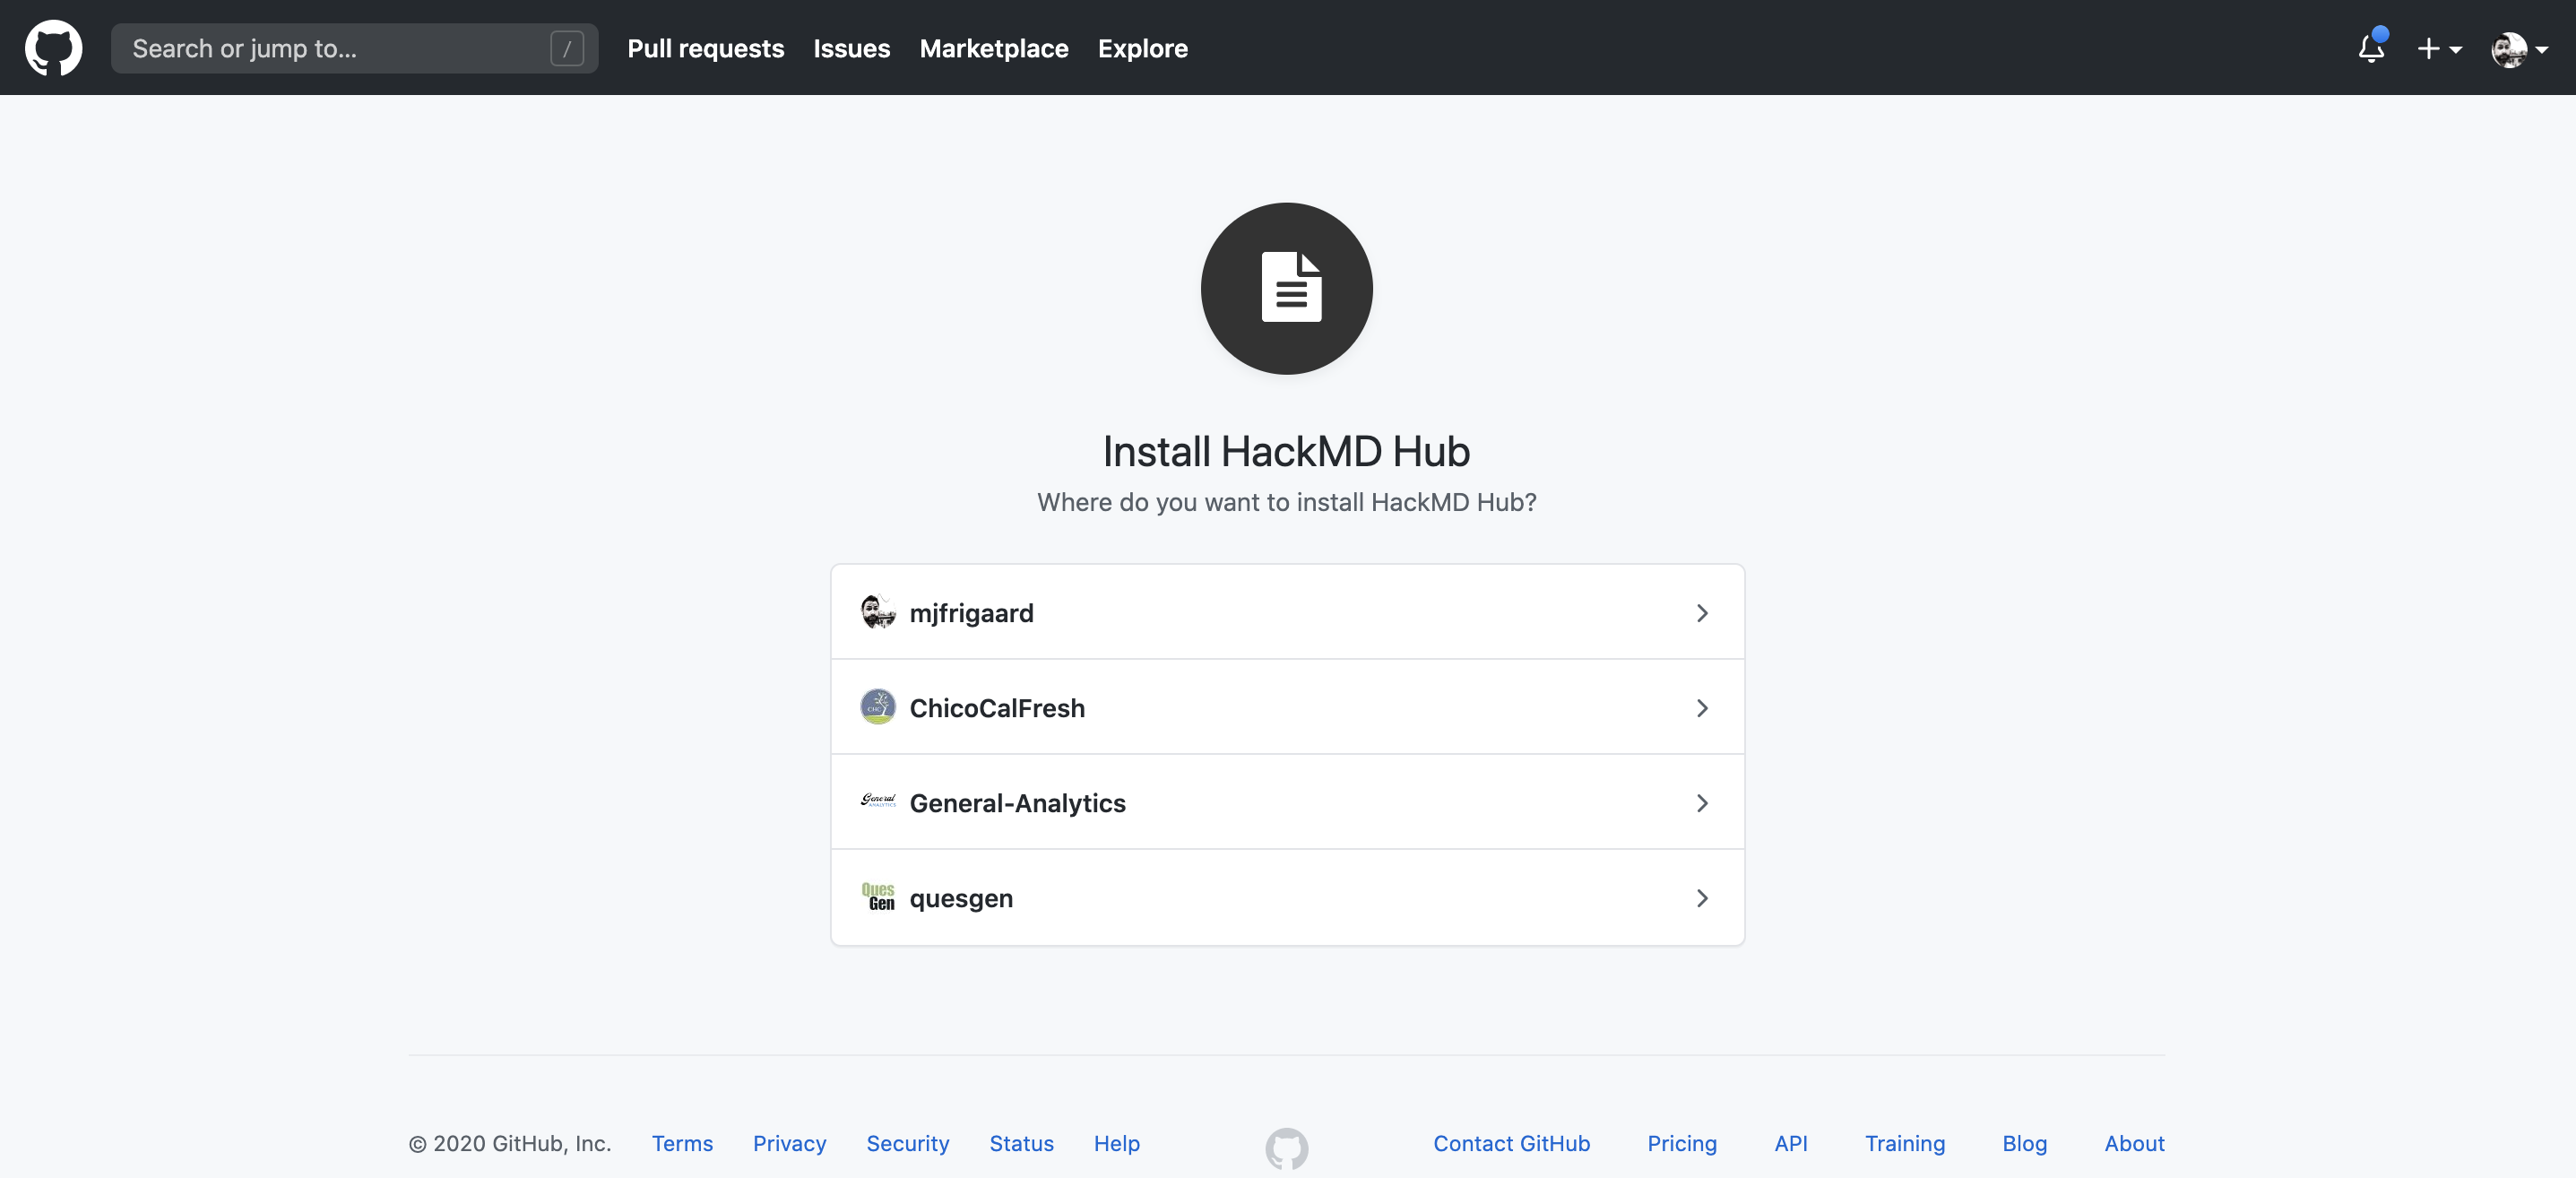 Search or jump to... / Pull requests Issues Marketplace Explore
Install HackMD Hub
Where do you want to install HackMD Hub?
mjfrigaard
CHC ChicoCalFresh
General ANALYTICS General-Analytics
Ques Gen quesgen
© 2020 GitHub, Inc. Terms Privacy Security Status Help Contact GitHub Pricing API Training Blog About